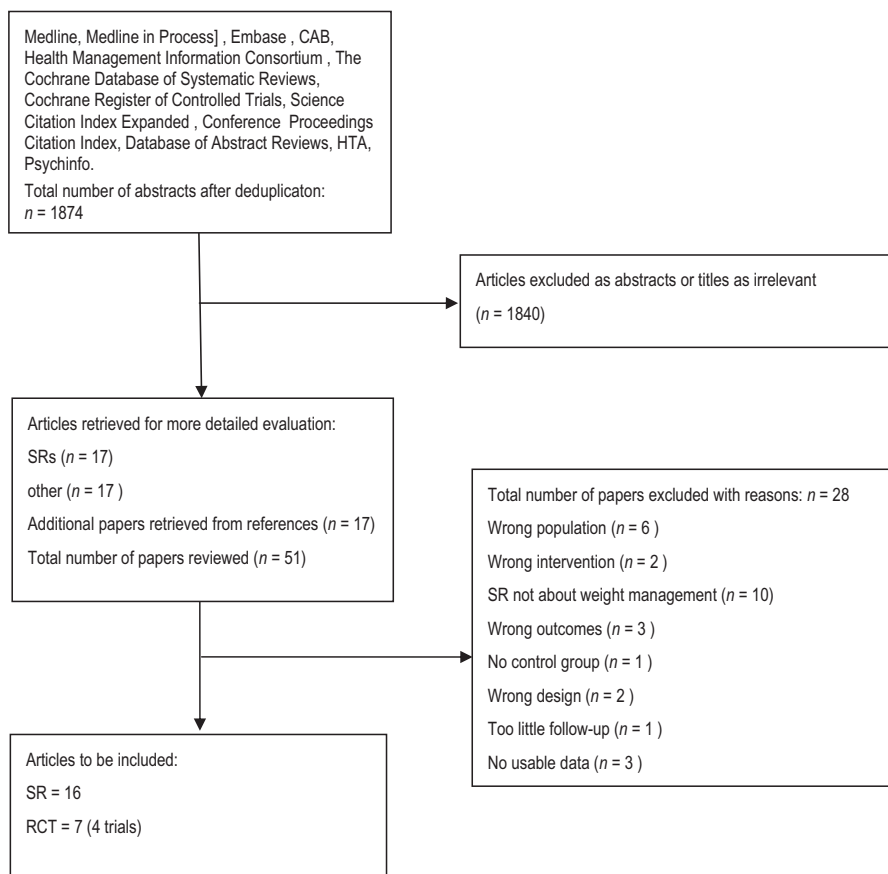 Medline, Medline in Process] , Embase , CAB,
Health Management Information Consortium , The
Cochrane Database of Systematic Reviews,
Cochrane Register of Controlled Trials, Science
Citation Index Expanded , Conference Proceedings
Citation Index, Database of Abstract Reviews, HTA,
Psychinfo.
Total number of abstracts after deduplicaton:
n = 1874
Articles excluded as abstracts or titles as irrelevant
(n = 1840)
Articles retrieved for more detailed evaluation:
SRs (n = 17)
other (n = 17 )
Additional papers retrieved from references (n = 17)
Total number of papers reviewed (n = 51)
Total number of papers excluded with reasons: n = 28
Wrong population (n = 6 )
Wrong intervention (n = 2 )
SR not about weight management (n = 10)
Wrong outcomes (n = 3 )
No control group (n = 1 )
Wrong design (n = 2 )
Too little follow-up (n = 1 )
No usable data (n = 3 )
Articles to be included:
SR = 16
RCT = 7 (4 trials)